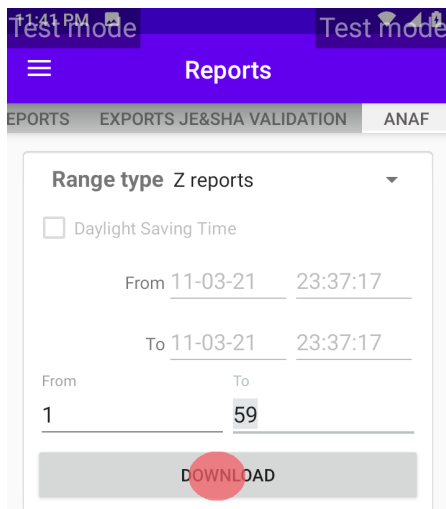 11:41 PM
Test mode Test mode
Reports
EPORTS EXPORTS JE&SHA VALIDATION ANAF
Range type Z reports
Daylight Saving Time
From 11-03-21 23:37:17
To 11-03-21 23:37:17
From To
1 59
DOWNLOAD